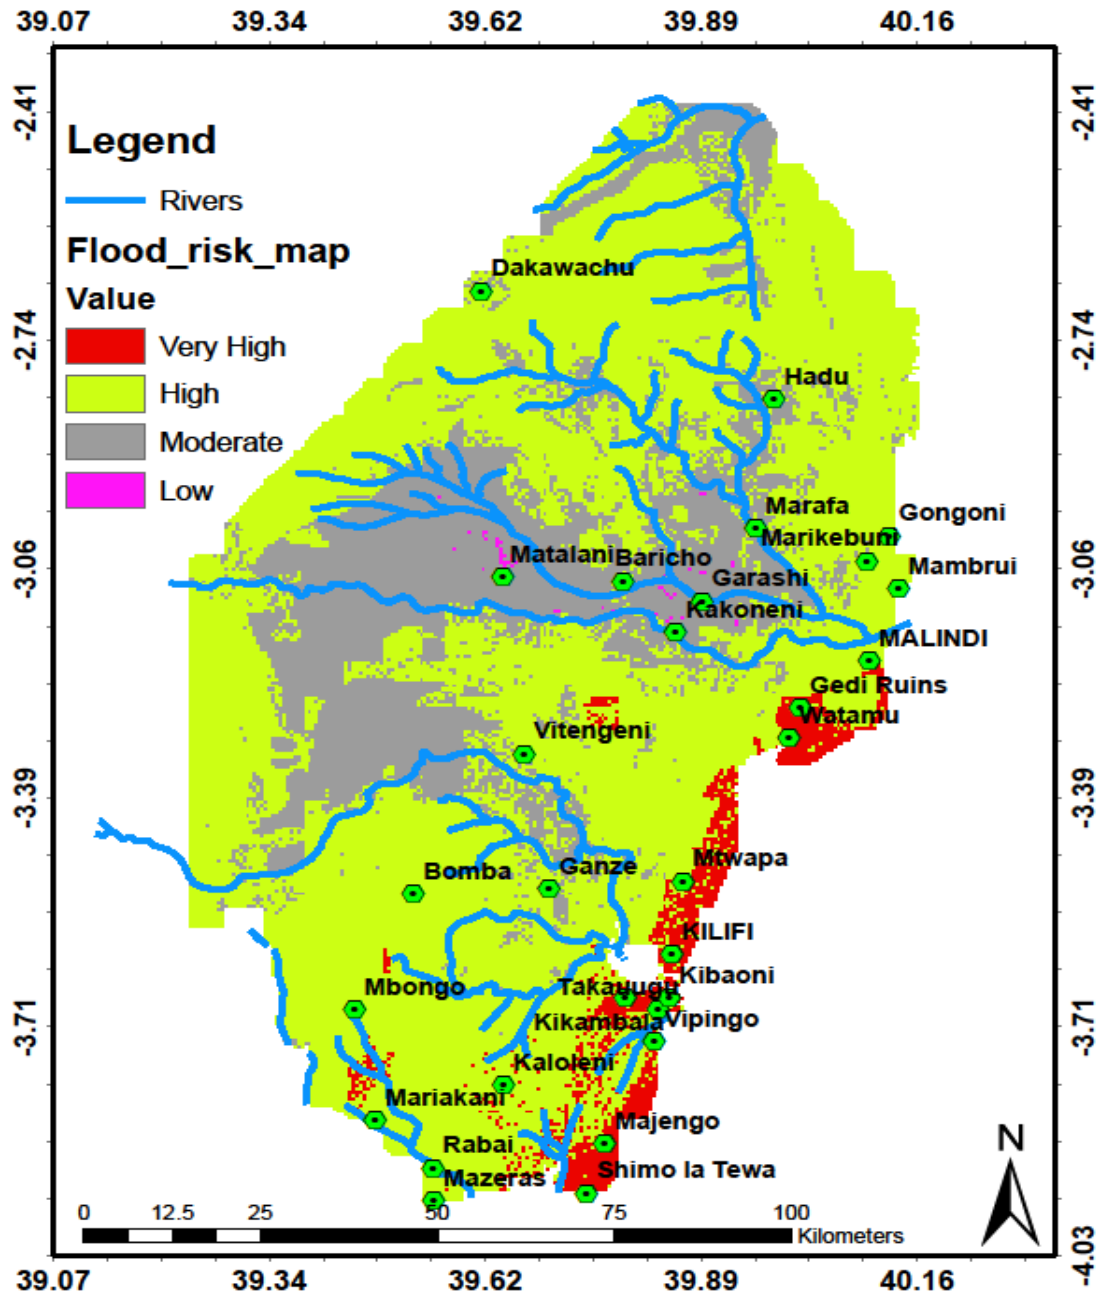 39.07 39.34 39.62 39.89 40.16
-2.41 -2.41
Legend
Rivers
Flood_risk_map
Value
Very High
High
Moderate
Low
Dakawachu
-2.74 -2.74
Hadu
Marafa
Gongoni
Marikebuni
-3.06 -3.06
Matalani
Baricho
Mambrui
Garashi
Kakoneni
MALINDI
Gedi Ruins
Watamu
Vitengeni
-3.39 -3.39
Mtwapa
Bomba
Ganze
KILIFI
Kibaoni
Mbongo
Takauugu
-3.71 -3.71
Kikambala
Vipingo
Kaloleni
Mariakani
Majengo
Rabai
Shimo la Tewa
Mazeras
N
0 12.5 25 50 75 100
Kilometers
-4.03 -4.03
39.07 39.34 39.62 39.89 40.16